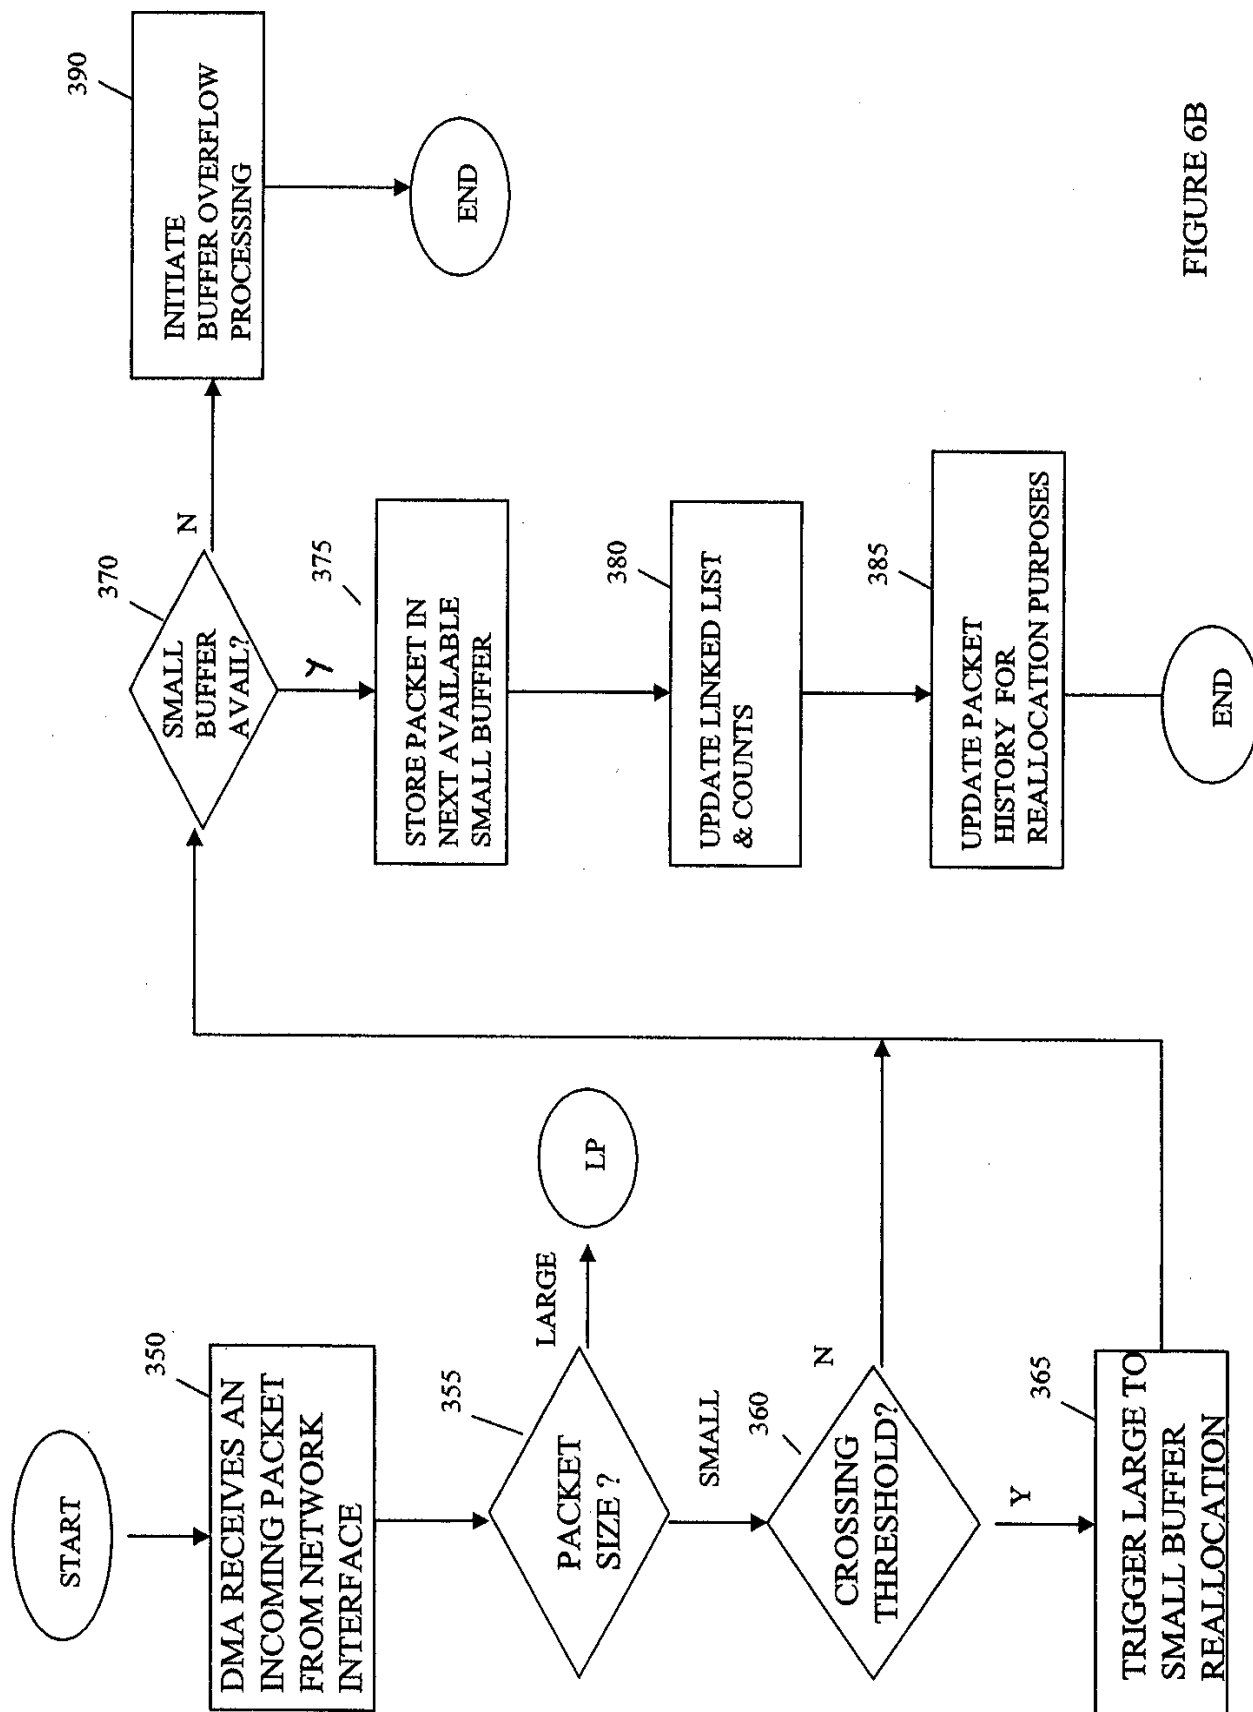 START
350
DMA RECEIVES AN
INCOMING PACKET
FROM NETWORK
INTERFACE
355
PACKET
SIZE ?
LARGE
LP
SMALL
360
CROSSING
THRESHOLD?
N
Y
365
TRIGGER LARGE TO
SMALL BUFFER
REALLOCATION
370
SMALL
BUFFER
AVAIL?
N
Y
375
STORE PACKET IN
NEXT AVAILABLE
SMALL BUFFER
380
UPDATE LINKED LIST
& COUNTS
385
UPDATE PACKET
HISTORY FOR
REALLOCATION PURPOSES
END
390
INITIATE
BUFFER OVERFLOW
PROCESSING
END
FIGURE 6B